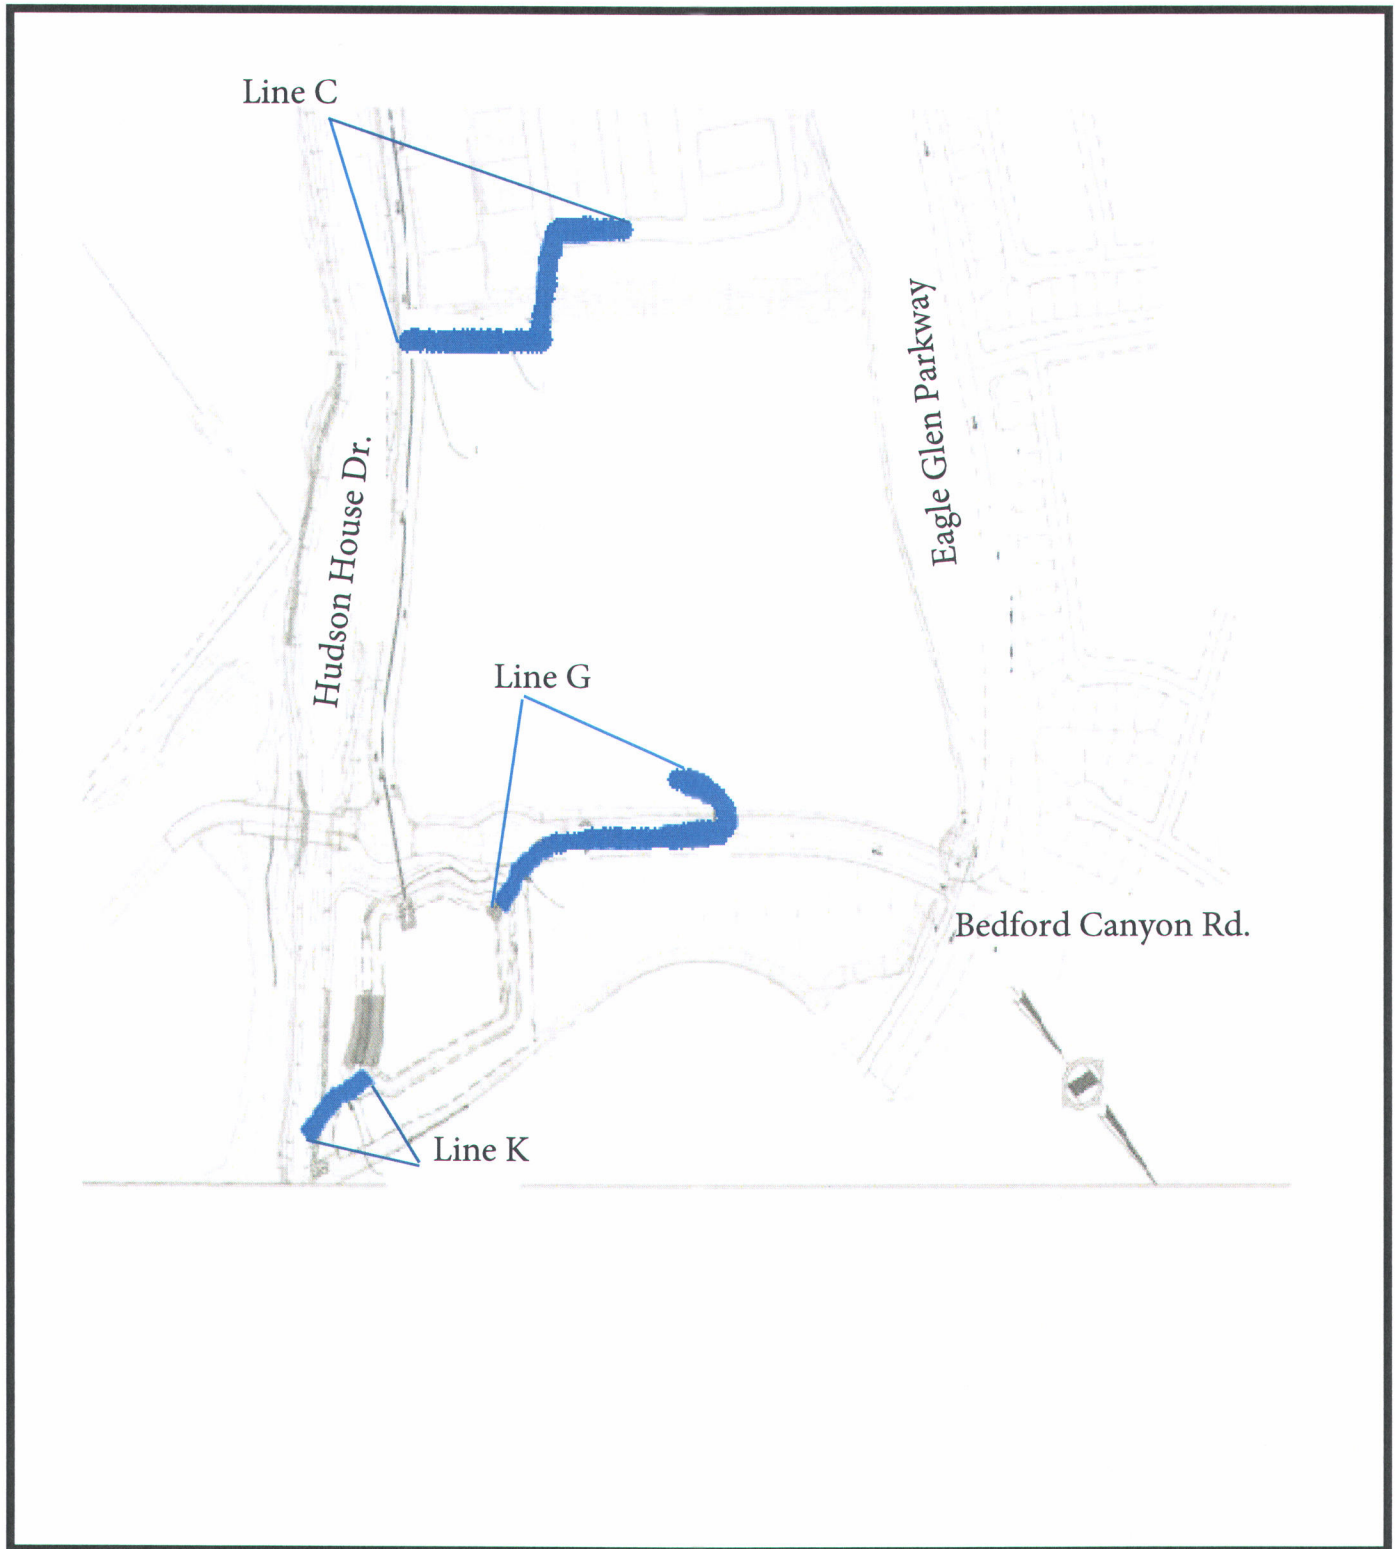 Line C
Eagle Glen Parkway
Hudson House Dr.
Line G
Bedford Canyon Rd.
Line K